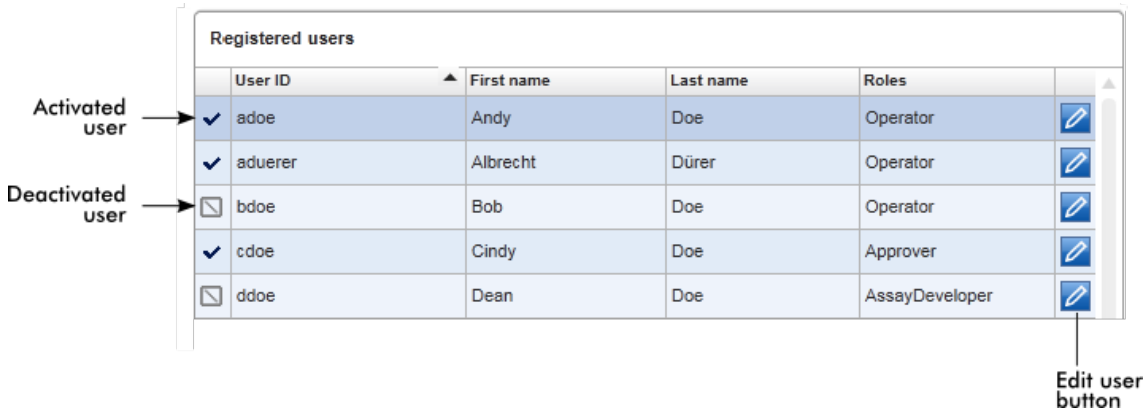 Registered users
User ID First name Last name Roles
Activated
user
adoe Andy Doe Operator
aduerer Albrecht Dürer Operator
Deactivated
user
bdoe Bob Doe Operator
cdoe Cindy Doe Approver
ddoe Dean Doe AssayDeveloper
Edit user
button